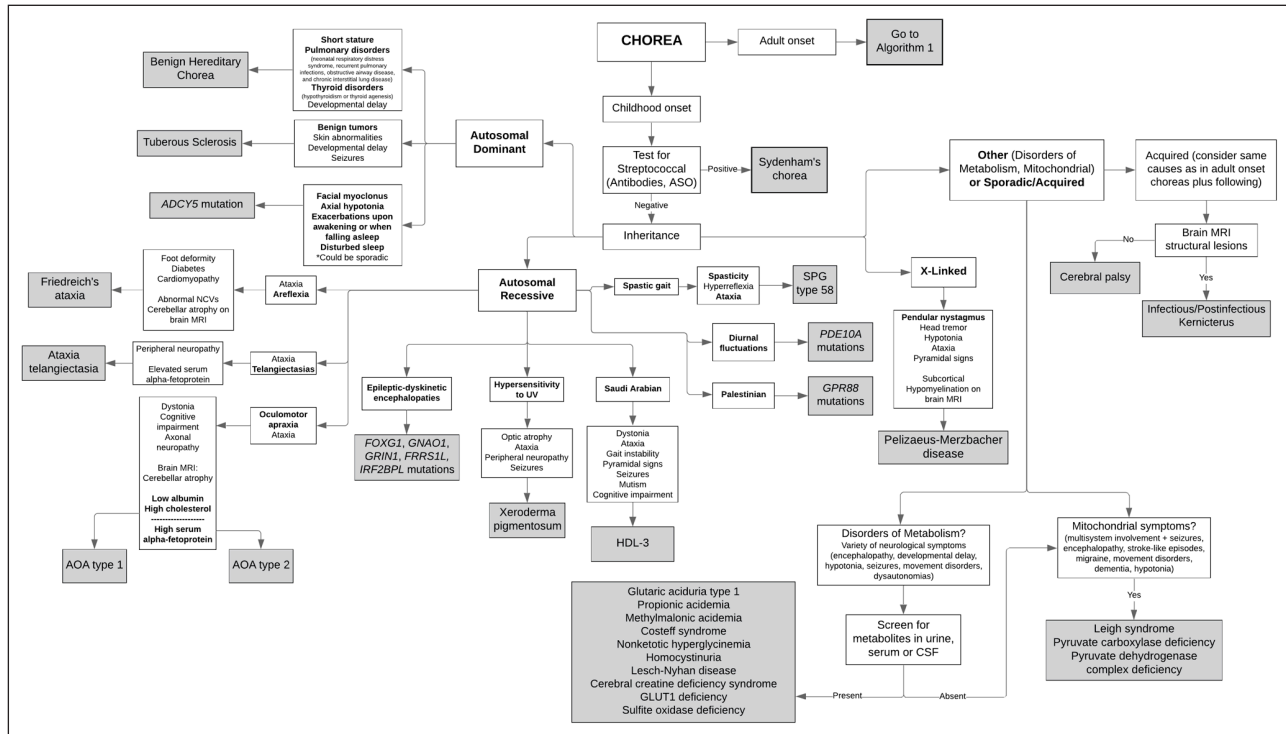 CHOREA
Adult onset
Go to
Algorithm 1
Childhood onset
Test for
Streptococcal
(Antibodies, ASO)
Positive
Sydenham's
chorea
Negative
Inheritance
Autosomal
Dominant
Short stature
Pulmonary disorders
(neonatal respiratory distress
syndrome, recurrent pulmonary
infections, obstructive airway disease,
and chronic interstitial lung disease)
Thyroid disorders
(hypothyroidism or thyroid agenesis)
Developmental delay
Benign Hereditary
Chorea
Benign tumors
Skin abnormalities
Developmental delay
Seizures
Tuberous Sclerosis
Facial myoclonus
Axial hypotonia
Exacerbations upon
awakening or when
falling asleep
Disturbed sleep
*Could be sporadic
ADCY5 mutation
Autosomal
Recessive
Ataxia
Areflexia
Foot deformity
Diabetes
Cardiomyopathy
Abnormal NCVs
Cerebellar atrophy on
brain MRI
Friedreich's
ataxia
Ataxia
Telangiectasias
Peripheral neuropathy
Elevated serum
alpha-fetoprotein
Ataxia
telangiectasia
Oculomotor
apraxia
Ataxia
Dystonia
Cognitive
impairment
Axonal
neuropathy
Brain MRI:
Cerebellar atrophy
Low albumin
High cholesterol
-------------------
High serum
alpha-fetoprotein
AOA type 1
AOA type 2
Epileptic-dyskinetic
encephalopaties
FOXG1, GNAO1,
GRIN1, FRRS1L,
IRF2BPL mutations
Hypersensitivity
to UV
Optic atrophy
Ataxia
Peripheral neuropathy
Seizures
Xeroderma
pigmentosum
Saudi Arabian
Dystonia
Ataxia
Gait instability
Pyramidal signs
Seizures
Mutism
Cognitive impairment
HDL-3
Spastic gait
Spasticity
Hyperreflexia
Ataxia
SPG
type 58
Diurnal
fluctuations
PDE10A
mutations
Palestinian
GPR88
mutations
X-Linked
Pendular nystagmus
Head tremor
Hypotonia
Ataxia
Pyramidal signs
Subcortical
Hypomyelination on
brain MRI
Pelizaeus-Merzbacher
disease
Other (Disorders of
Metabolism, Mitochondrial)
or Sporadic/Acquired
Acquired (consider same
causes as in adult onset
choreas plus following)
Brain MRI
structural lesions
No
Cerebral palsy
Yes
Infectious/Postinfectious
Kernicterus
Disorders of Metabolism?
Variety of neurological symptoms
(encephalopathy, developmental delay,
hypotonia, seizures, movement disorders,
dysautonomias)
Screen for
metabolites in urine,
serum or CSF
Present
Absent
Glutaric aciduria type 1
Propionic acidemia
Methylmalonic acidemia
Costeff syndrome
Nonketotic hyperglycinemia
Homocystinuria
Lesch-Nyhan disease
Cerebral creatine deficiency syndrome
GLUT1 deficiency
Sulfite oxidase deficiency
Mitochondrial symptoms?
(multisystem involvement + seizures,
encephalopathy, stroke-like episodes,
migraine, movement disorders,
dementia, hypotonia)
Yes
Leigh syndrome
Pyruvate carboxylase deficiency
Pyruvate dehydrogenase
complex deficiency